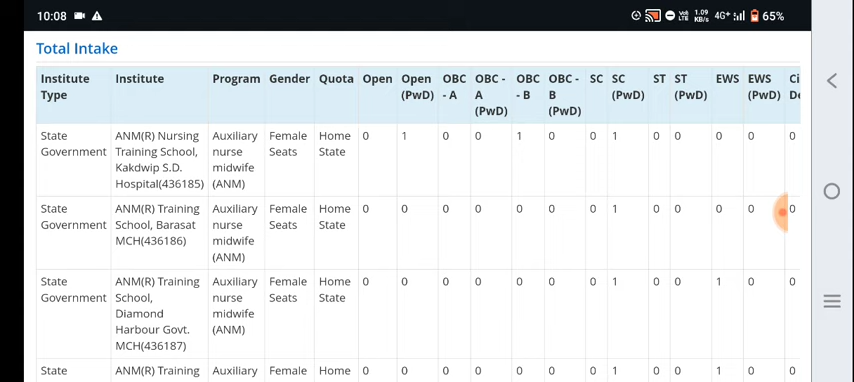 10:08 Vo) LTE 1.09 KB/s 4G+ 65%
Total Intake
Institute Type Institute Program Gender Quota Open Open (PwD) OBC - A OBC - A (PwD) OBC - B OBC - B (PwD) SC SC (PwD) ST ST (PwD) EWS EWS (PwD)
State Government ANM(R) Nursing Training School, Kakdwip S.D. Hospital(436185) Auxiliary nurse midwife (ANM) Female Seats Home State 0 1 0 0 1 0 0 1 0 0 0 0 0
State Government ANM(R) Training School, Barasat MCH(436186) Auxiliary nurse midwife (ANM) Female Seats Home State 0 0 0 0 0 0 0 1 0 0 0 0 0
State Government ANM(R) Training School, Diamond Harbour Govt. MCH(436187) Auxiliary nurse midwife (ANM) Female Seats Home State 0 0 0 0 0 0 0 1 0 0 1 0 0
State ANM(R) Training Auxiliary Female Home 0 0 0 0 0 0 0 1 0 0 1 0 0